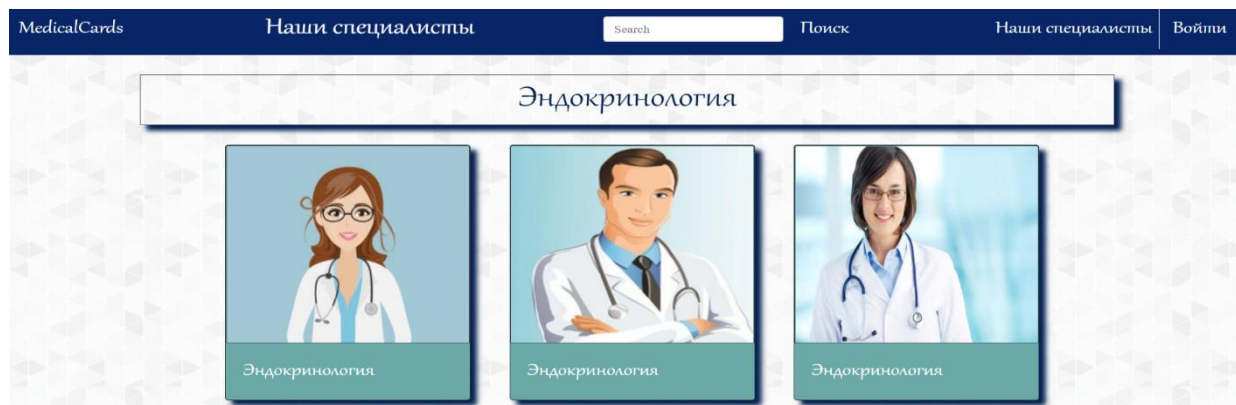 MedicalCards Наши специалисты Search Поиск Наши специалисты Войти
Эндокринология
Эндокринология Эндокринология Эндокринология